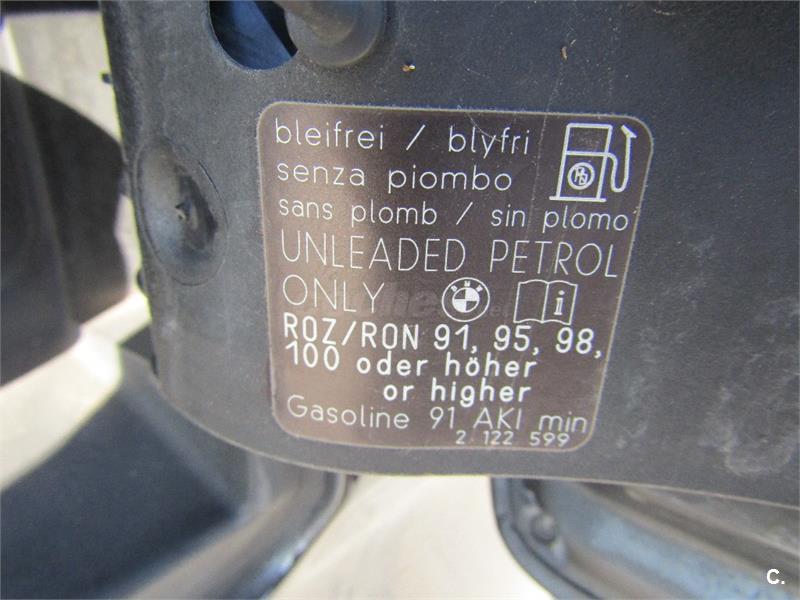 bleifrei / blyfri
senza piombo
sans plomb / sin plomo
UNLEADED PETROL
ONLY BMW i
ROZ/RON 91, 95, 98,
100 oder höher
or higher
Gasoline 91 AKI min
2 122 599
C.